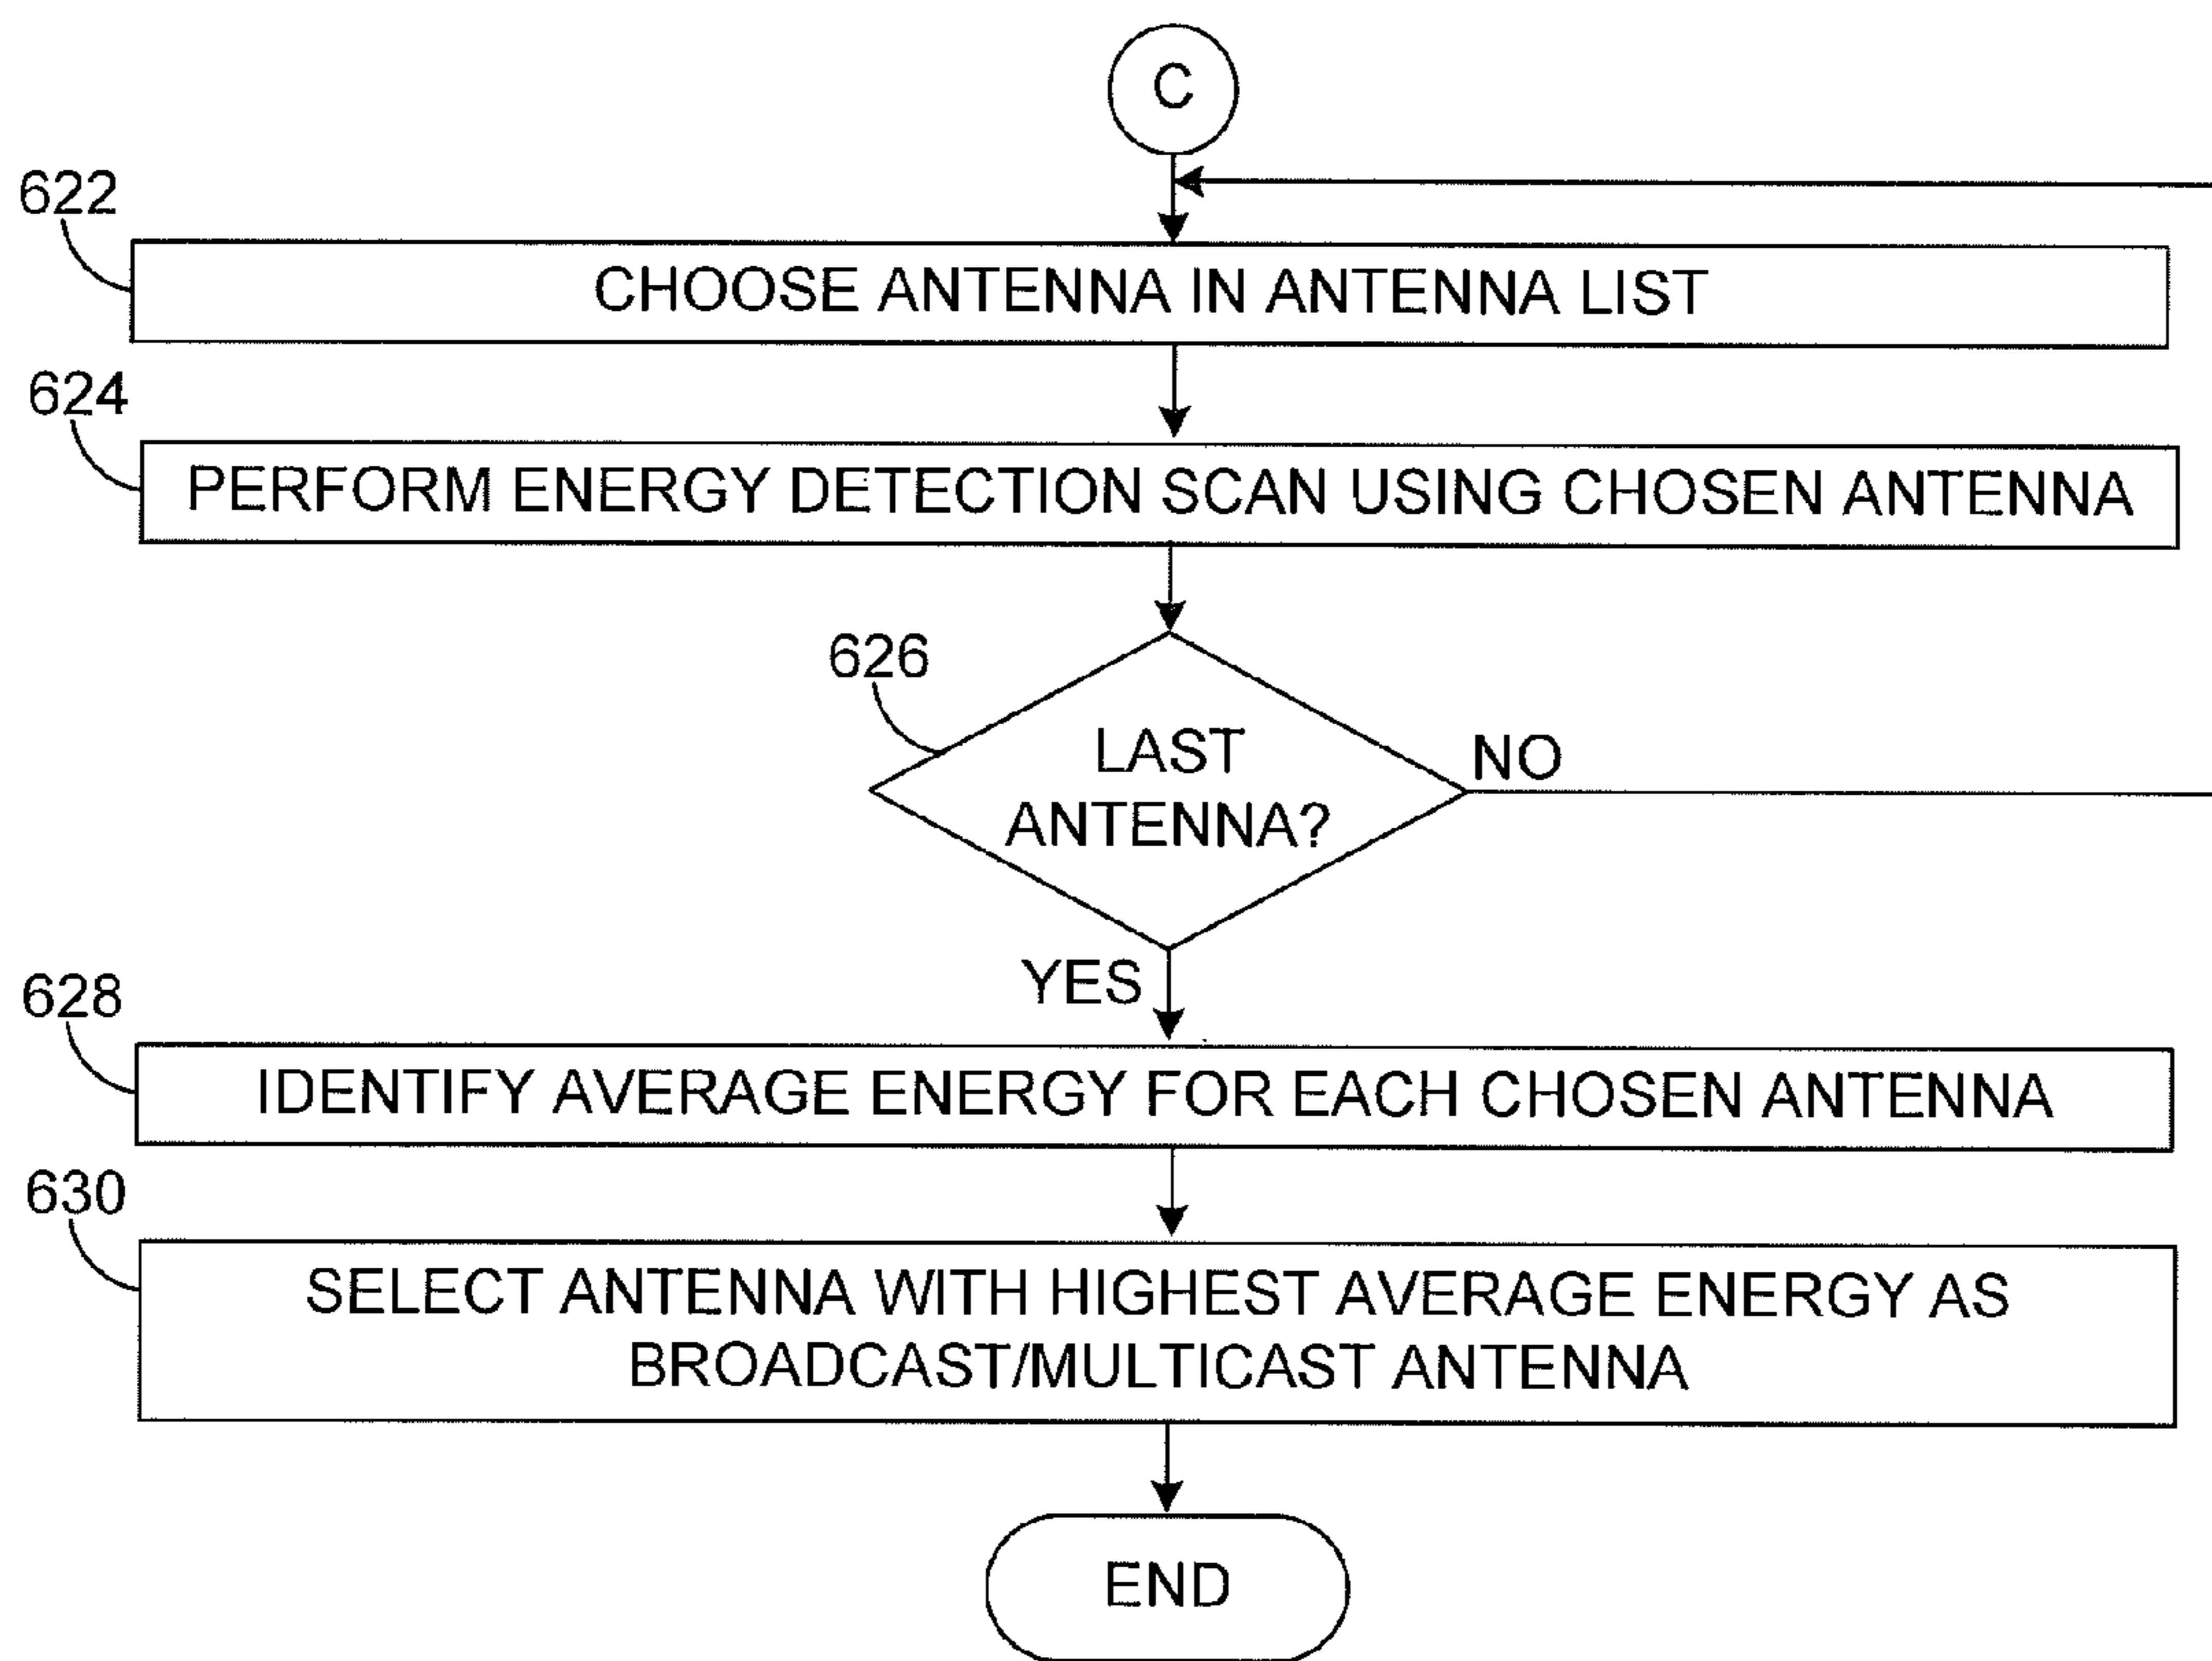 C
622
CHOOSE ANTENNA IN ANTENNA LIST
624
PERFORM ENERGY DETECTION SCAN USING CHOSEN ANTENNA
626
LAST
ANTENNA?
NO
YES
628
IDENTIFY AVERAGE ENERGY FOR EACH CHOSEN ANTENNA
630
SELECT ANTENNA WITH HIGHEST AVERAGE ENERGY AS
BROADCAST/MULTICAST ANTENNA
END